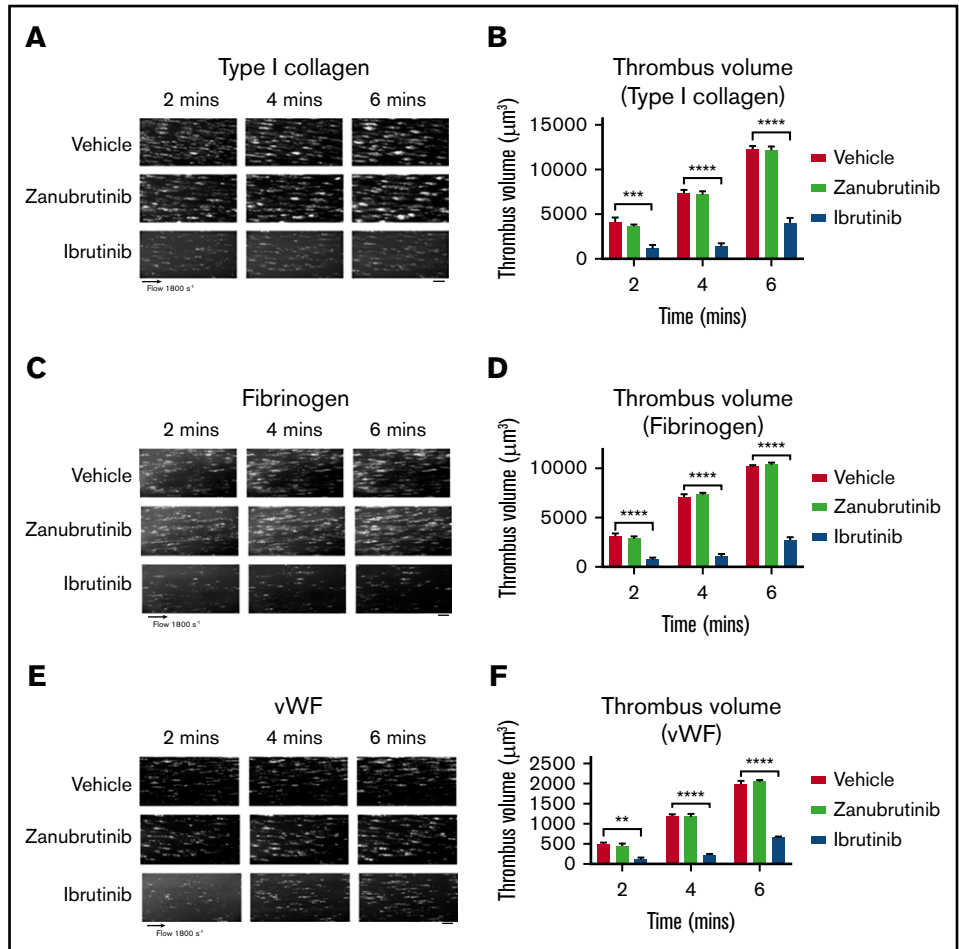 A
Type I collagen
2 mins 4 mins 6 mins
Vehicle
Zanubrutinib
Ibrutinib
Flow 1800 s⁻¹
B
Thrombus volume
(Type I collagen)
Thrombus volume (μm³)
15000
10000
5000
0
***
****
****
2 4 6
Time (mins)
Vehicle
Zanubrutinib
Ibrutinib
C
Fibrinogen
2 mins 4 mins 6 mins
Vehicle
Zanubrutinib
Ibrutinib
Flow 1800 s⁻¹
D
Thrombus volume
(Fibrinogen)
Thrombus volume (μm³)
10000
5000
0
****
****
****
2 4 6
Time (mins)
Vehicle
Zanubrutinib
Ibrutinib
E
vWF
2 mins 4 mins 6 mins
Vehicle
Zanubrutinib
Ibrutinib
Flow 1800 s⁻¹
F
Thrombus volume
(vWF)
Thrombus volume (μm³)
2500
2000
1500
1000
500
0
**
****
****
2 4 6
Time (mins)
Vehicle
Zanubrutinib
Ibrutinib